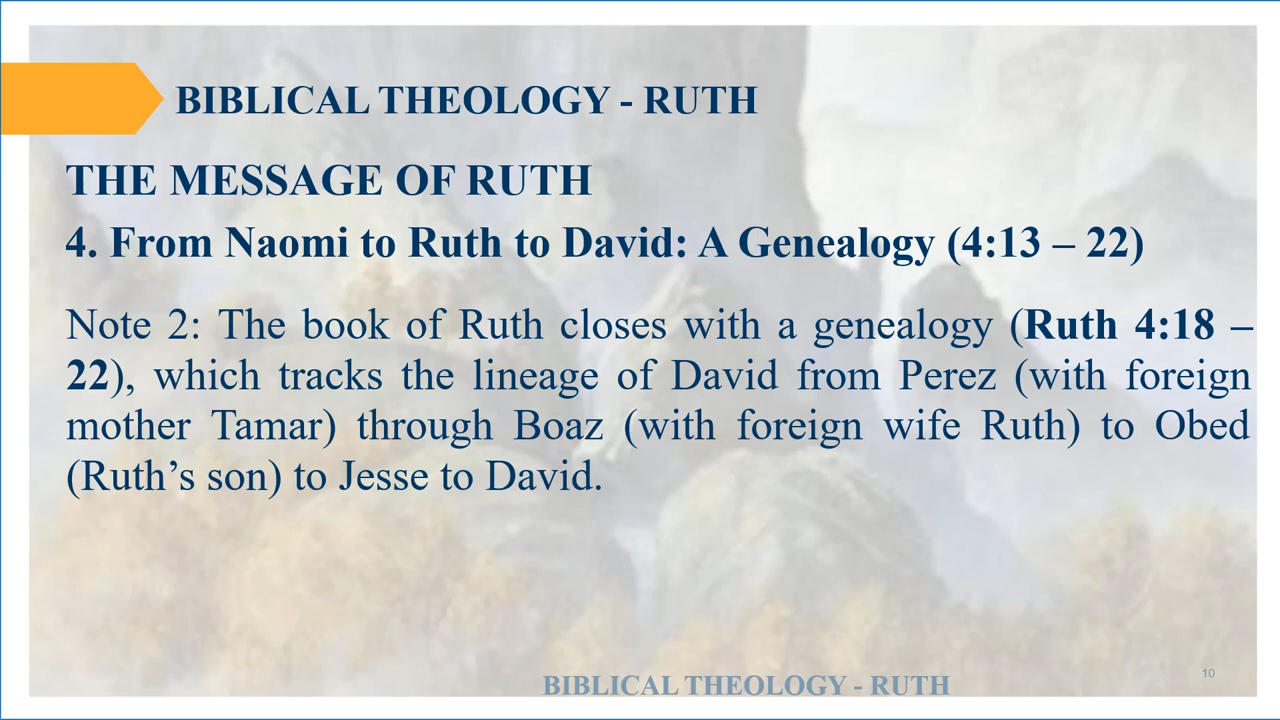 BIBLICAL THEOLOGY - RUTH
THE MESSAGE OF RUTH
4. From Naomi to Ruth to David: A Genealogy (4:13 – 22)
Note 2: The book of Ruth closes with a genealogy (Ruth 4:18 –
22), which tracks the lineage of David from Perez (with foreign
mother Tamar) through Boaz (with foreign wife Ruth) to Obed
(Ruth’s son) to Jesse to David.
10
BIBLICAL THEOLOGY - RUTH